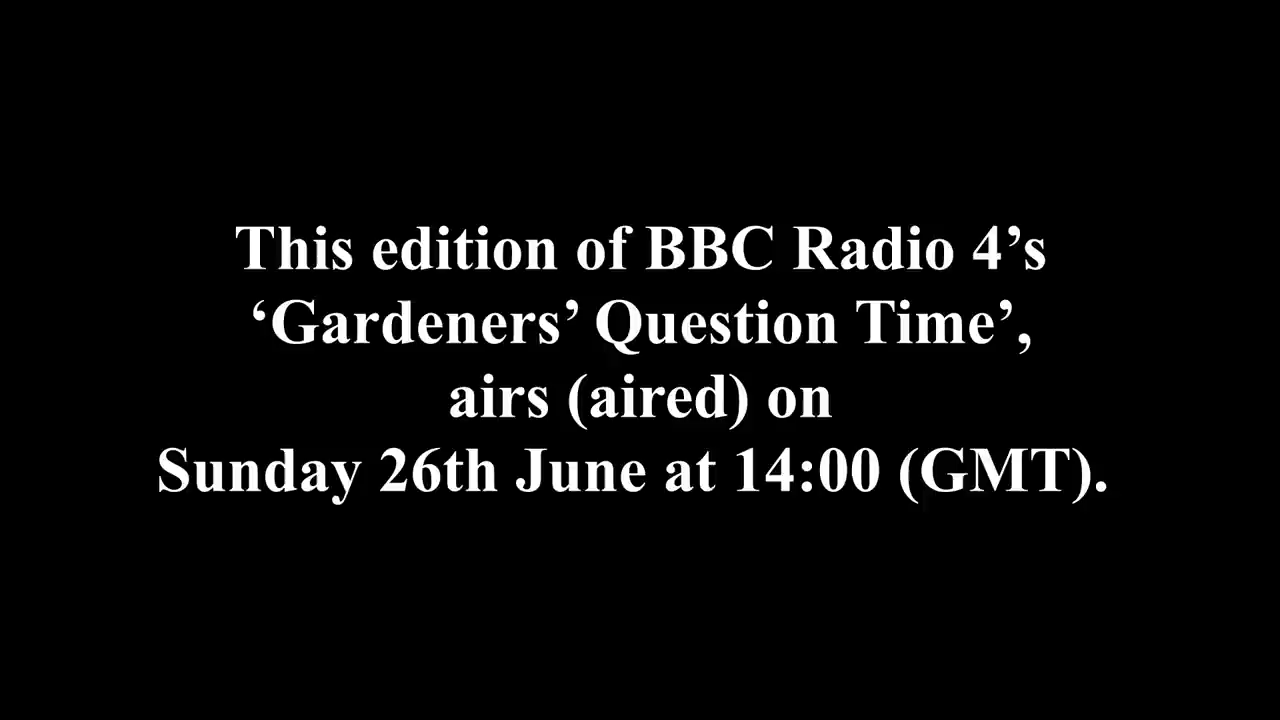 This edition of BBC Radio 4’s
‘Gardeners’ Question Time’,
airs (aired) on
Sunday 26th June at 14:00 (GMT).